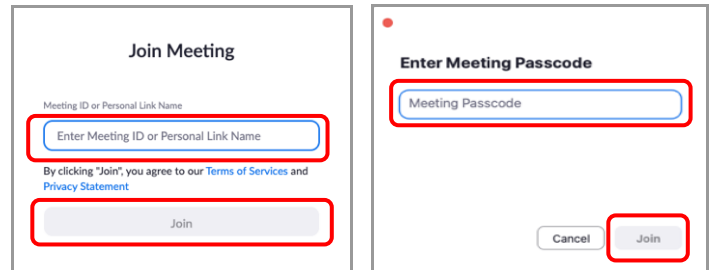 Join Meeting
Meeting ID or Personal Link Name
Enter Meeting ID or Personal Link Name
By clicking "Join", you agree to our Terms of Services and
Privacy Statement
Join
Enter Meeting Passcode
Meeting Passcode
Cancel
Join